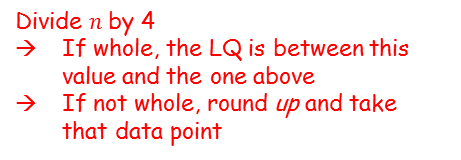 Divide n by 4
→ If whole, the LQ is between this
value and the one above
→ If not whole, round up and take
that data point